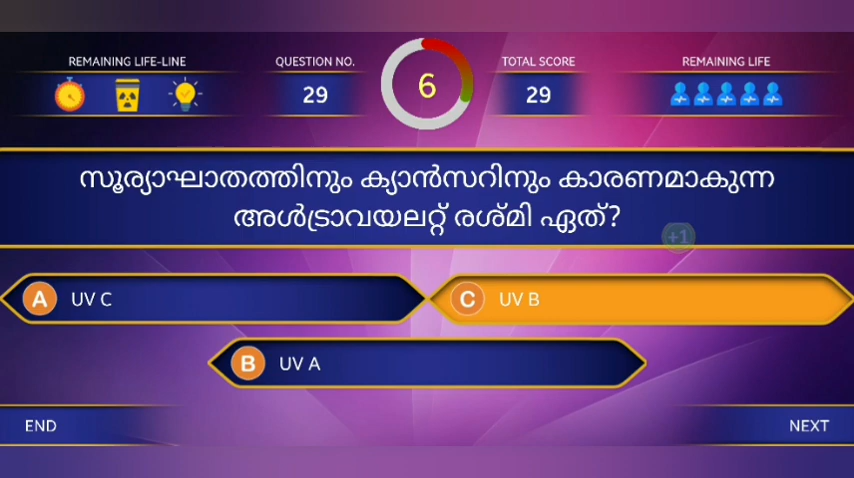 REMAINING LIFE-LINE
QUESTION NO.
29
6
TOTAL SCORE
29
REMAINING LIFE
സൂര്യാഘാതത്തിനും ക്യാൻസറിനും കാരണമാകുന്ന
അൾട്രാവയലറ്റ് രശ്മി ഏത്?
+1
A UV C
C UV B
B UV A
END
NEXT